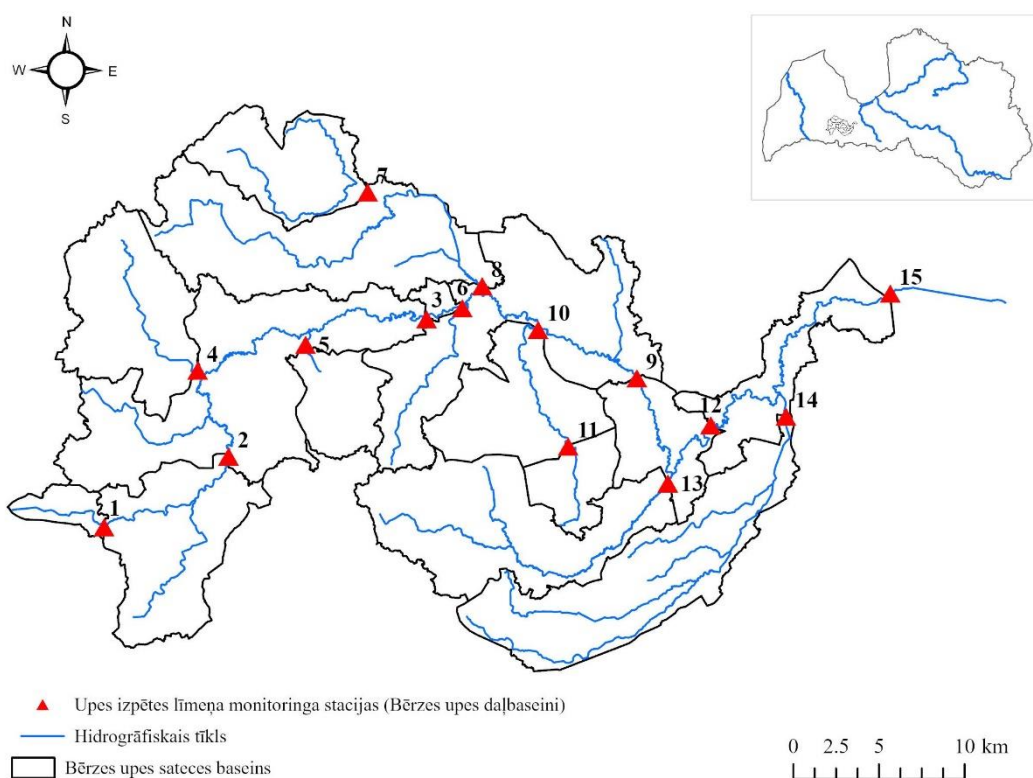 N
W E
S
7
8
3 6
10
15
4
5
9
12
14
2
11
13
1
Upes izpētes līmeņa monitoringa stacijas (Bērzes upes daļbaseini)
Hidrogrāfiskais tīkls
Bērzes upes sateces baseins
0 2.5 5 10 km